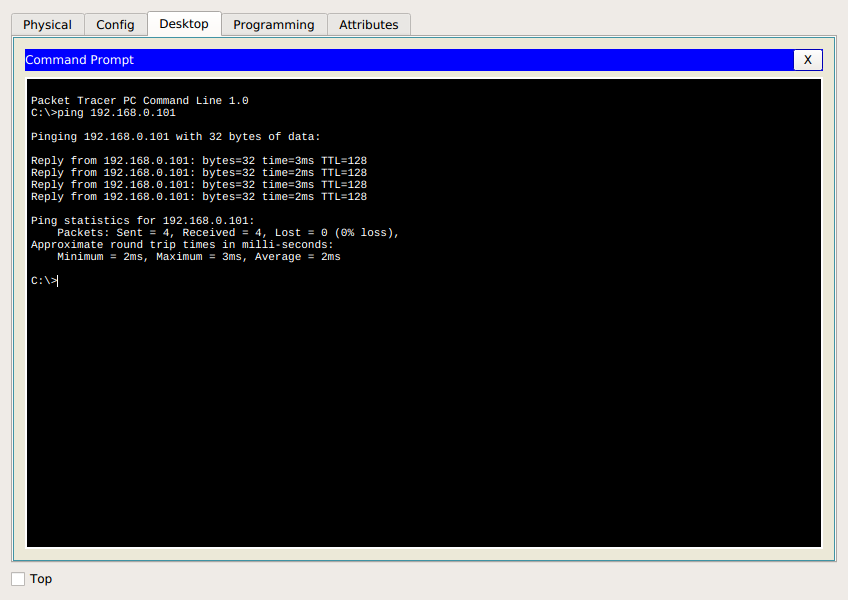 Physical Config Desktop Programming Attributes
Command Prompt X
Packet Tracer PC Command Line 1.0
C:\>ping 192.168.0.101
Pinging 192.168.0.101 with 32 bytes of data:
Reply from 192.168.0.101: bytes=32 time=3ms TTL=128
Reply from 192.168.0.101: bytes=32 time=2ms TTL=128
Reply from 192.168.0.101: bytes=32 time=3ms TTL=128
Reply from 192.168.0.101: bytes=32 time=2ms TTL=128
Ping statistics for 192.168.0.101:
    Packets: Sent = 4, Received = 4, Lost = 0 (0% loss),
Approximate round trip times in milli-seconds:
    Minimum = 2ms, Maximum = 3ms, Average = 2ms
C:\>
Top